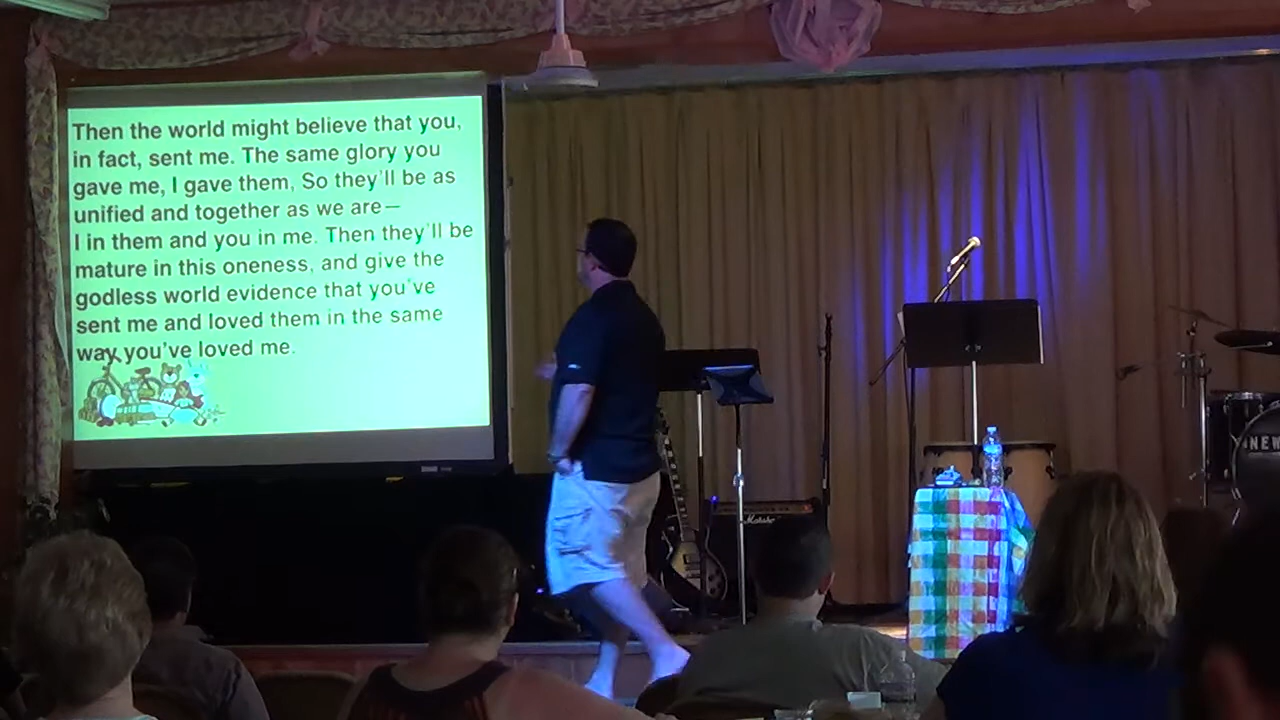 Then the world might believe that you,
in fact, sent me. The same glory you
gave me, I gave them, So they'll be as
unified and together as we are—
I in them and you in me. Then they'll be
mature in this oneness, and give the
godless world evidence that you've
sent me and loved them in the same
way you've loved me.
Marshall
NEW